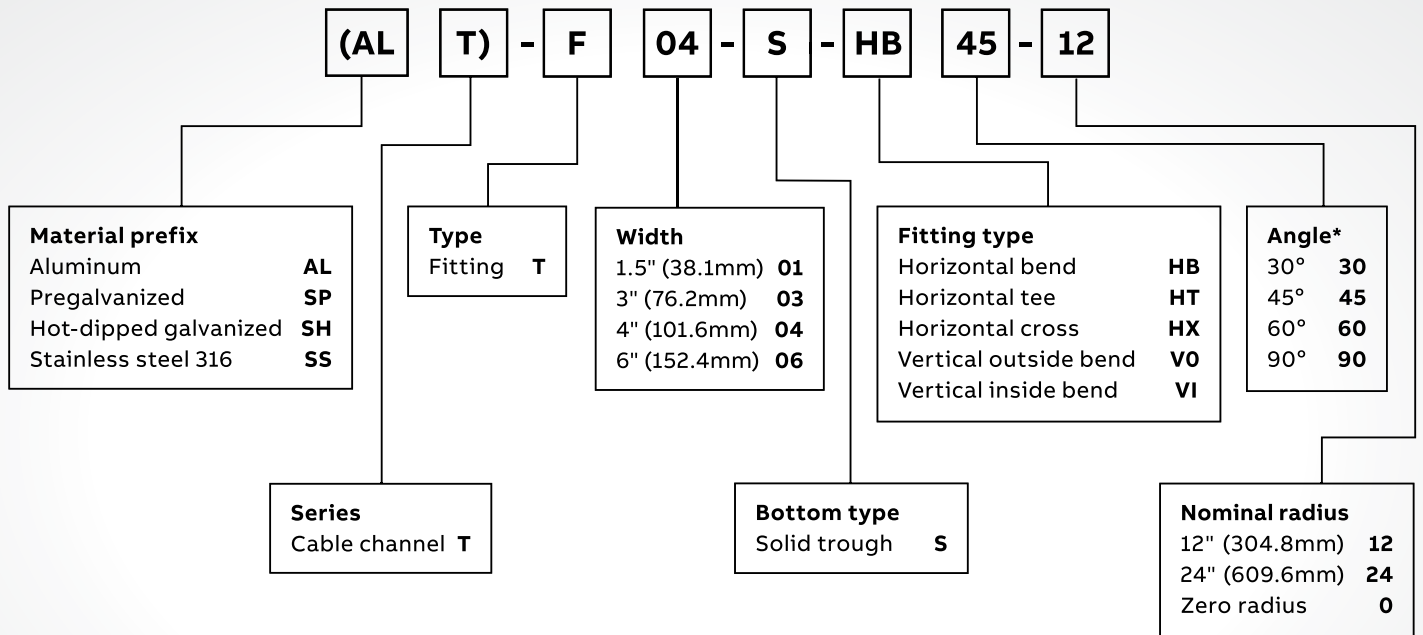 (AL T) - F 04 - S - HB 45 - 12
Material prefix
Aluminum AL
Pregalvanized SP
Hot-dipped galvanized SH
Stainless steel 316 SS
Type
Fitting T
Width
1.5" (38.1mm) 01
3" (76.2mm) 03
4" (101.6mm) 04
6" (152.4mm) 06
Fitting type
Horizontal bend HB
Horizontal tee HT
Horizontal cross HX
Vertical outside bend V0
Vertical inside bend VI
Angle*
30° 30
45° 45
60° 60
90° 90
Series
Cable channel T
Bottom type
Solid trough S
Nominal radius
12" (304.8mm) 12
24" (609.6mm) 24
Zero radius 0